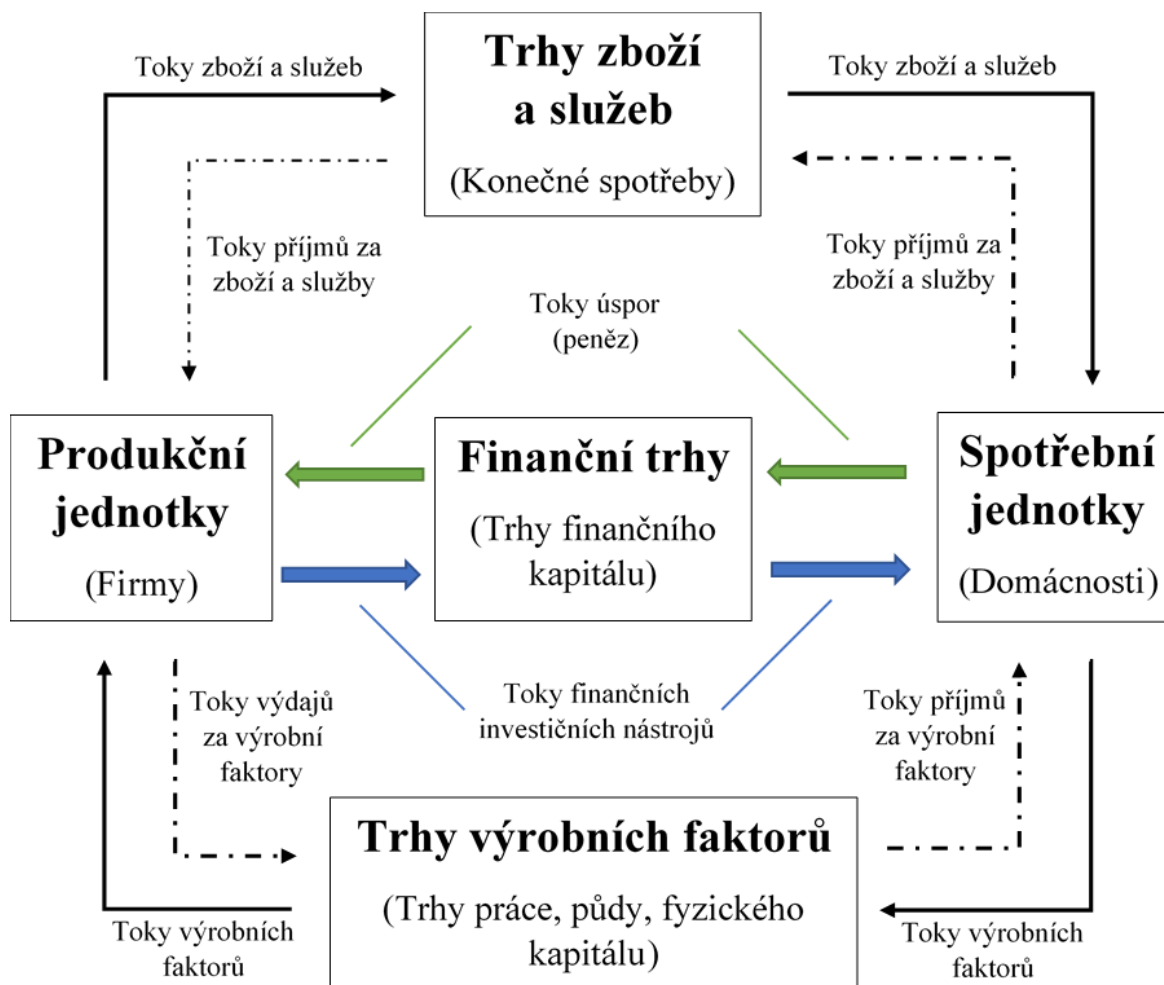 Trhy zboží
a služeb
(Konečné spotřeby)
Toky zboží a služeb
Toky zboží a služeb
Toky příjmů za
zboží a služby
Toky příjmů za
zboží a služby
Toky úspor
(peněz)
Produkční
jednotky
(Firmy)
Finanční trhy
(Trhy finančního
kapitálu)
Spotřební
jednotky
(Domácnosti)
Toky výdajů
za výrobní
faktory
Toky finančních
investičních nástrojů
Toky příjmů
za výrobní
faktory
Trhy výrobních faktorů
(Trhy práce, půdy, fyzického
kapitálu)
Toky výrobních
faktorů
Toky výrobních
faktorů